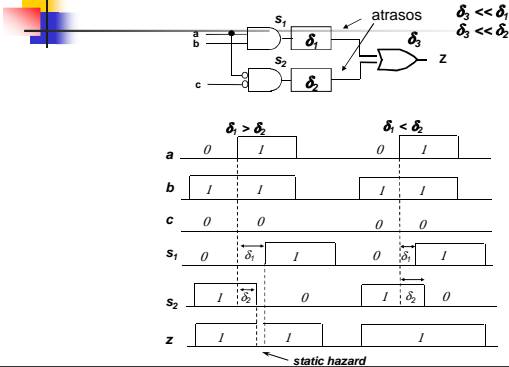 s1
atrasos
δ3 << δ1
δ3 << δ2
a
b
δ1
δ3
z
s2
c
δ2
δ1 > δ2
δ1 < δ2
a 0 1 0 1
b 1 1 1 1
c 0 0 0 0
s1 0 δ1 1 0 δ1 1
s2 1 δ2 0 1 δ2 0
z 1 1 1
static hazard